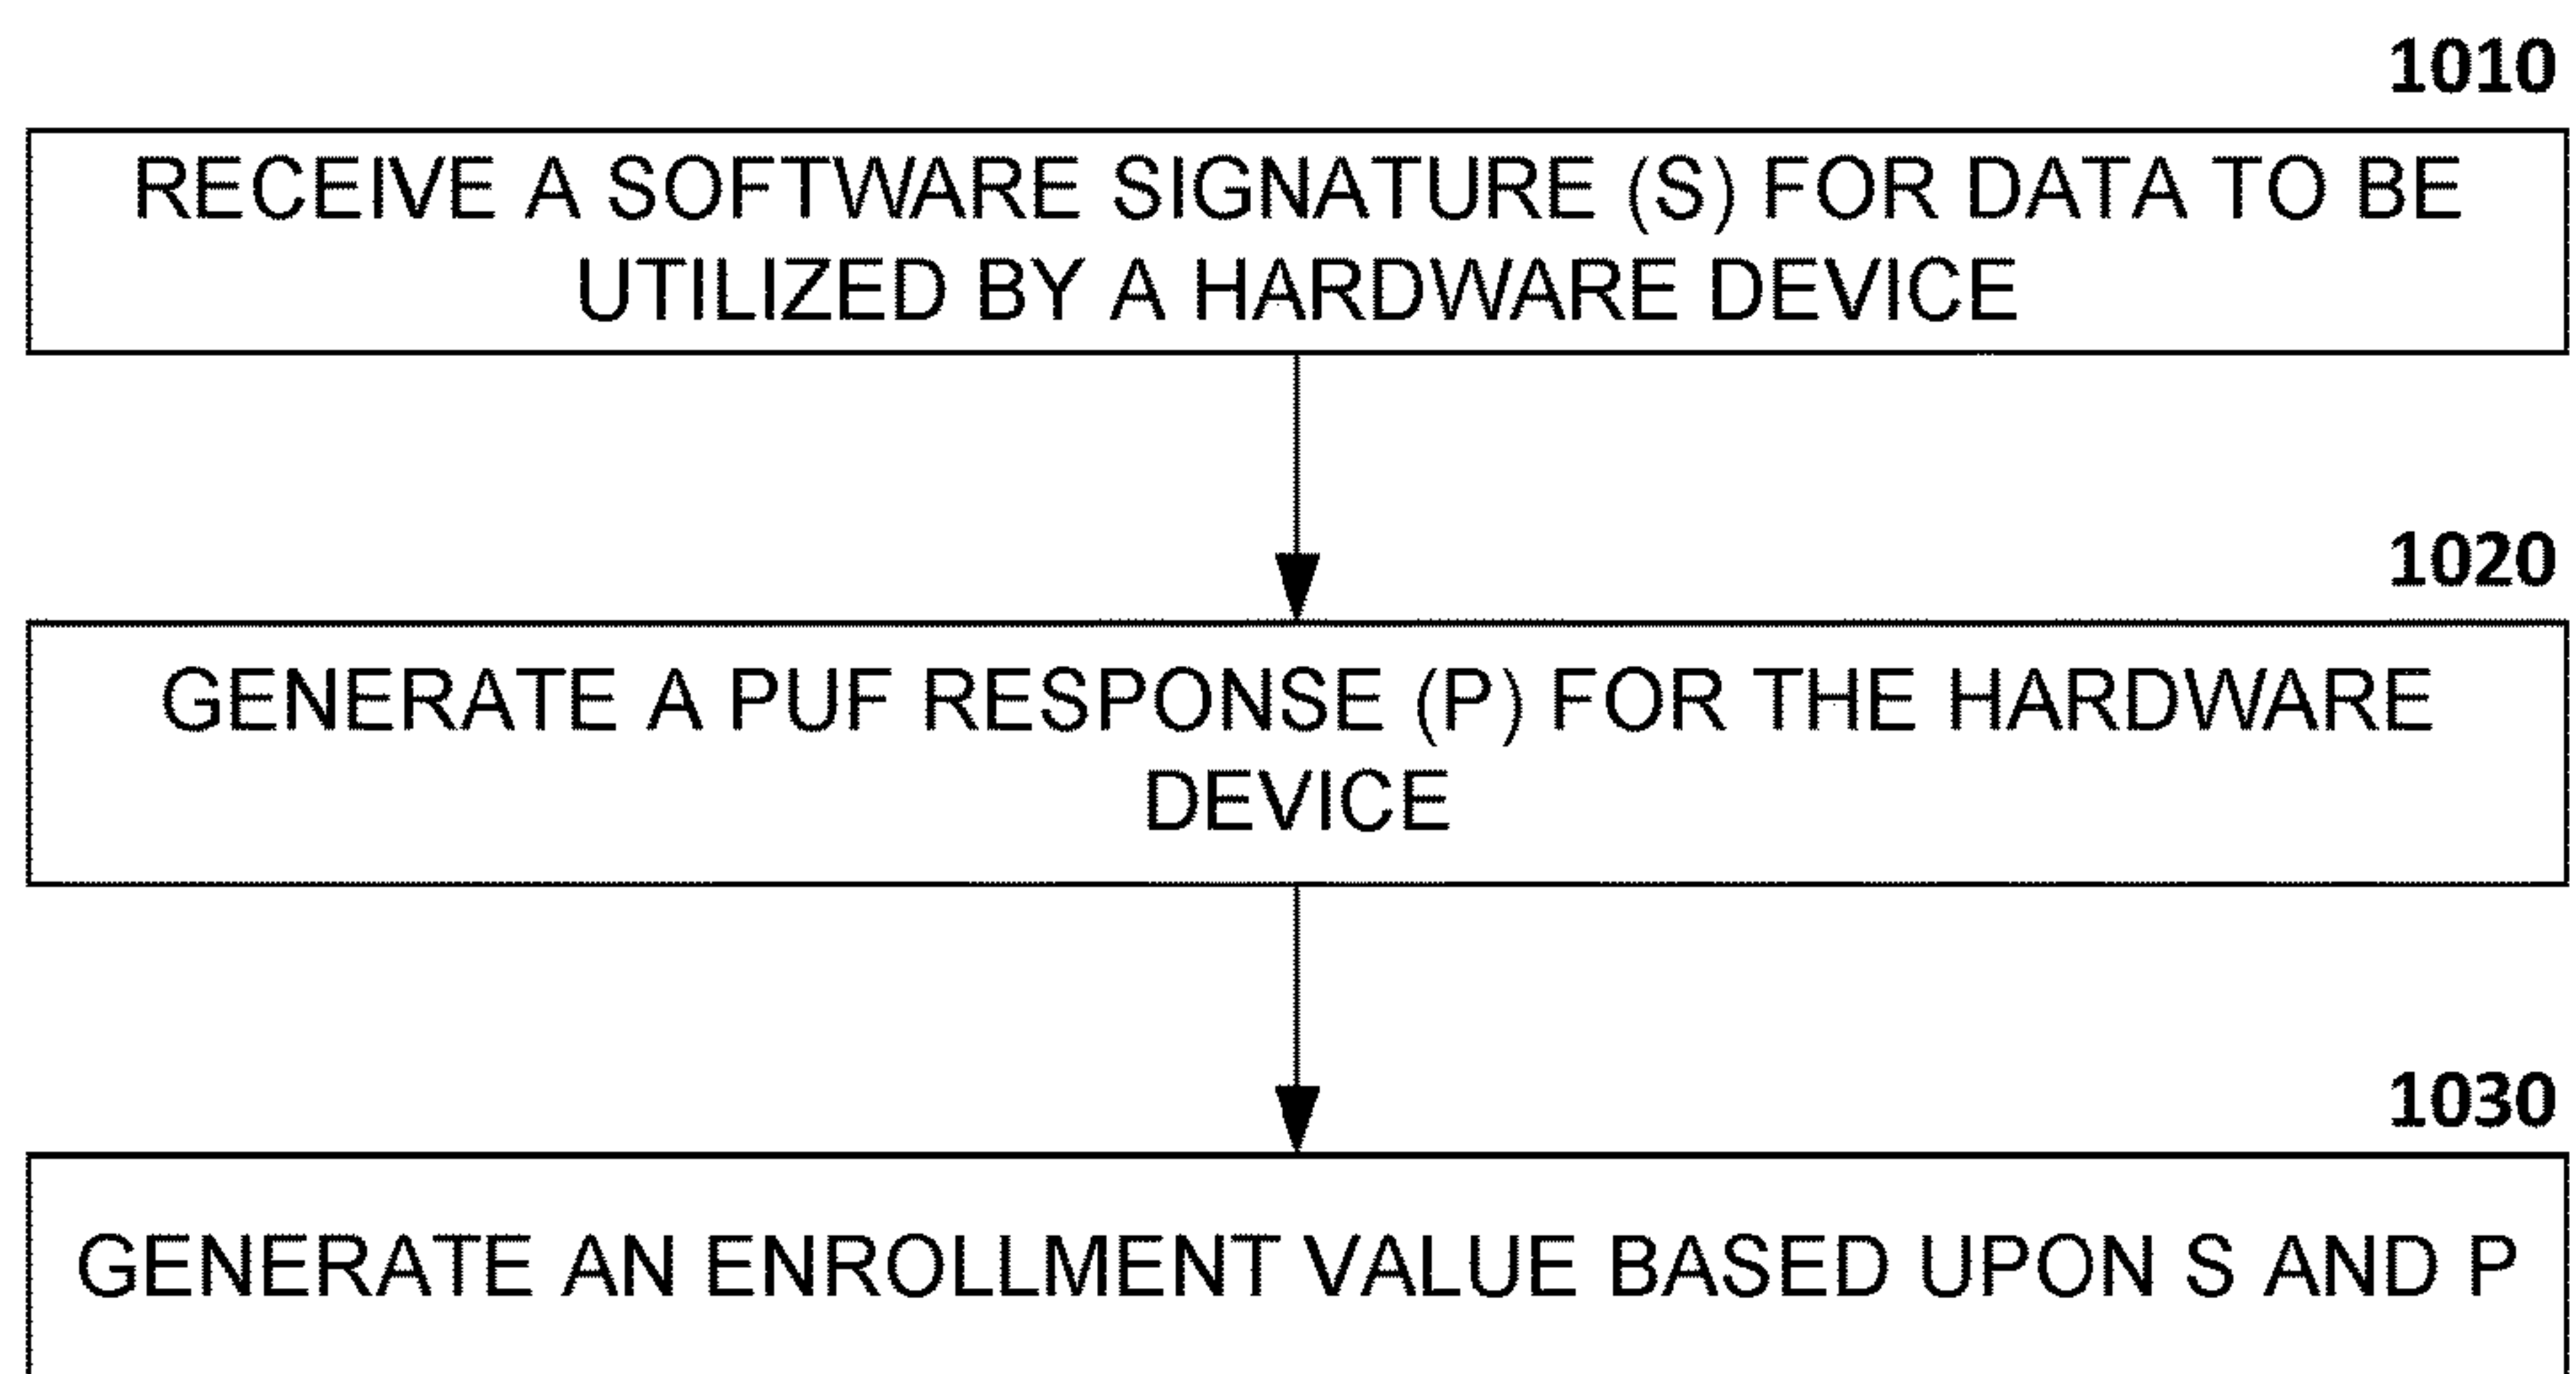 1010
RECEIVE A SOFTWARE SIGNATURE (S) FOR DATA TO BE
UTILIZED BY A HARDWARE DEVICE
1020
GENERATE A PUF RESPONSE (P) FOR THE HARDWARE
DEVICE
1030
GENERATE AN ENROLLMENT VALUE BASED UPON S AND P